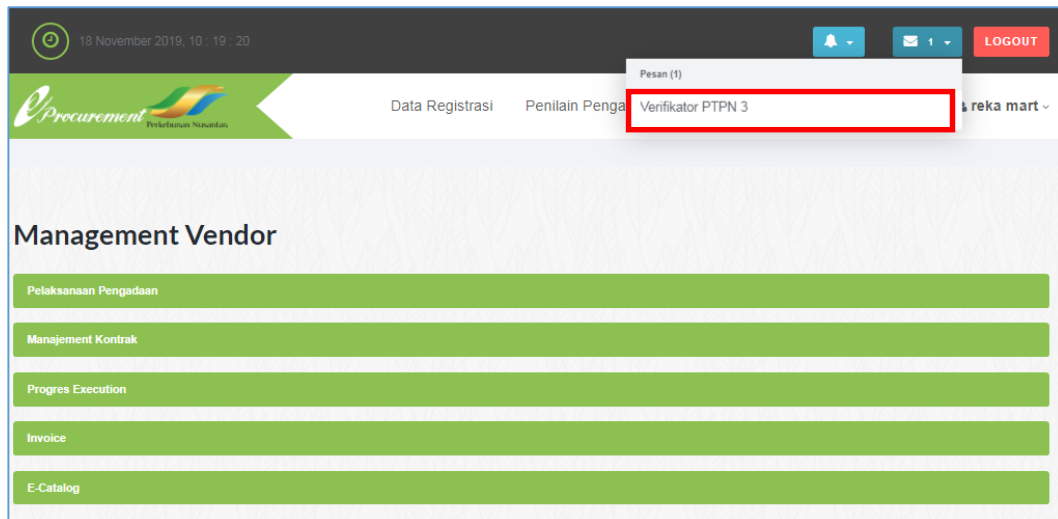 18 November 2019, 10 : 19 : 20
1
LOGOUT
Pesan (1)
Verifikator PTPN 3
e-Procurement
Perkebunan Nusantara
Data Registrasi
Penilain Penga
reka mart
Management Vendor
Pelaksanaan Pengadaan
Manajement Kontrak
Progres Execution
Invoice
E-Catalog